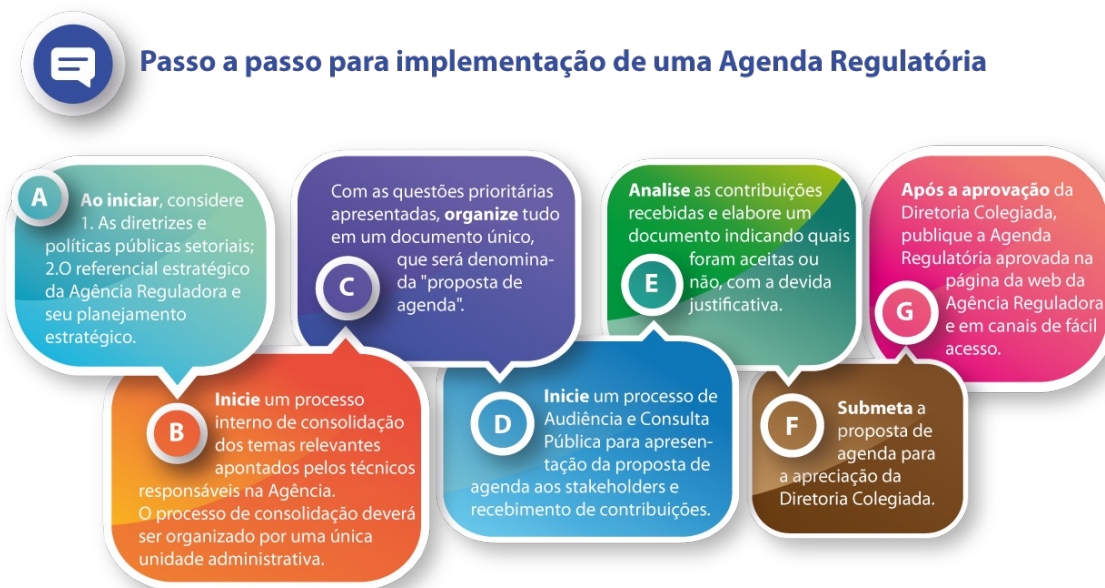 Passo a passo para implementação de uma Agenda Regulatória
A
Ao iniciar, considere
1. As diretrizes e
políticas públicas setoriais;
2.O referencial estratégico
da Agência Reguladora e
seu planejamento
estratégico.
B
Inicie um processo
interno de consolidação
dos temas relevantes
apontados pelos técnicos
responsáveis na Agência.
O processo de consolidação deverá
ser organizado por uma única
unidade administrativa.
C
Com as questões prioritárias
apresentadas, organize tudo
em um documento único,
que será denomina-
da "proposta de
agenda".
D
Inicie um processo de
Audiência e Consulta
Pública para apresen-
tação da proposta de
agenda aos stakeholders e
recebimento de contribuições.
E
Analise as contribuições
recebidas e elabore um
documento indicando quais
foram aceitas ou
não, com a devida
justificativa.
F
Submeta a
proposta de
agenda para
a apreciação da
Diretoria Colegiada.
G
Após a aprovação da
Diretoria Colegiada,
publique a Agenda
Regulatória aprovada na
página da web da
Agência Reguladora
e em canais de fácil
acesso.